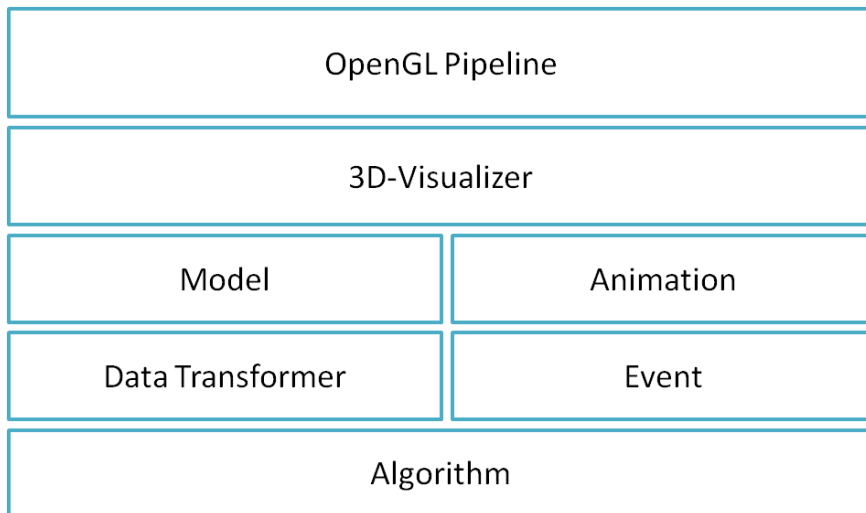 OpenGL Pipeline
3D-Visualizer
Model
Animation
Data Transformer
Event
Algorithm